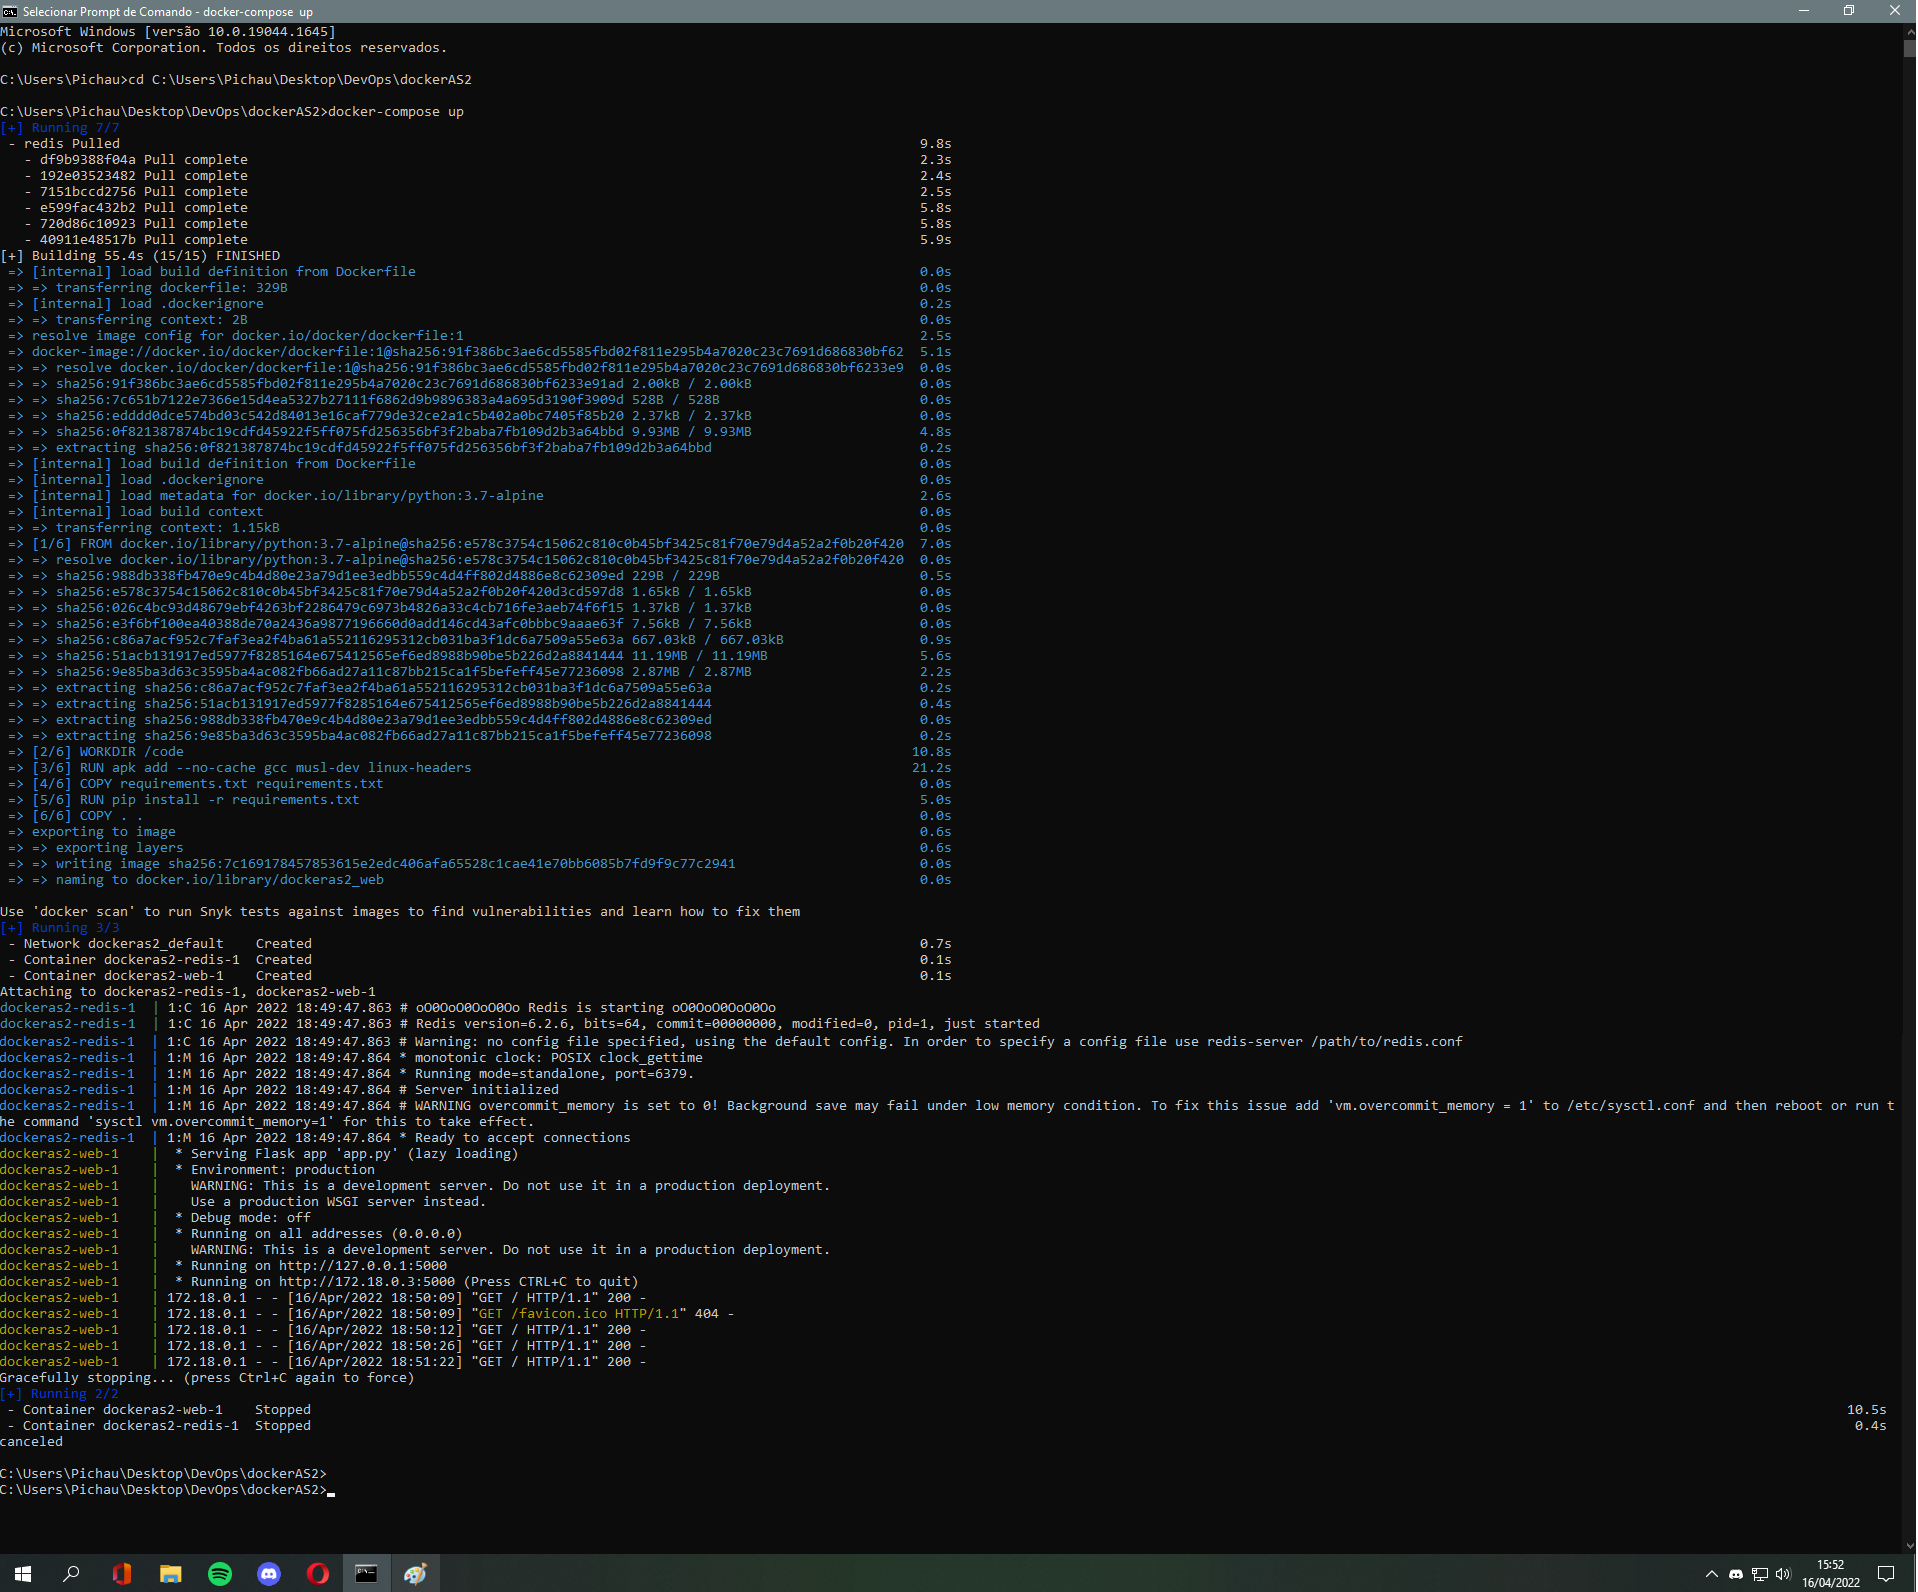 Selecionar Prompt de Comando - docker-compose  up
Microsoft Windows [versão 10.0.19044.1645]
(c) Microsoft Corporation. Todos os direitos reservados.
C:\Users\Pichau>cd C:\Users\Pichau\Desktop\DevOps\dockerAS2
C:\Users\Pichau\Desktop\DevOps\dockerAS2>docker-compose up
[+] Running 7/7
- redis Pulled 9.8s
- df9b9388f04a Pull complete 2.3s
- 192e03523482 Pull complete 2.4s
- 7151bccd2756 Pull complete 2.5s
- e599fac432b2 Pull complete 5.8s
- 720d86c10923 Pull complete 5.8s
- 40911e48517b Pull complete 5.9s
[+] Building 55.4s (15/15) FINISHED
=> [internal] load build definition from Dockerfile 0.0s
=> => transferring dockerfile: 329B 0.0s
=> [internal] load .dockerignore 0.2s
=> => transferring context: 2B 0.0s
=> resolve image config for docker.io/docker/dockerfile:1 2.5s
=> docker-image://docker.io/docker/dockerfile:1@sha256:91f386bc3ae6cd5585fbd02f811e295b4a7020c23c7691d686830bf62 5.1s
=> => resolve docker.io/docker/dockerfile:1@sha256:91f386bc3ae6cd5585fbd02f811e295b4a7020c23c7691d686830bf6233e9 0.0s
=> => sha256:91f386bc3ae6cd5585fbd02f811e295b4a7020c23c7691d686830bf6233e91ad 2.00kB / 2.00kB 0.0s
=> => sha256:7c651b7122e7366e15d4ea5327b27111f6862d9b9896383a4a695d3190f3909d 528B / 528B 0.0s
=> => sha256:edddd0dce574bd03c542d84013e16caf779de32ce2a1c5b402a0bc7405f85b20 2.37kB / 2.37kB 0.0s
=> => sha256:0f821387874bc19cdfd45922f5ff075fd256356bf3f2baba7fb109d2b3a64bbd 9.93MB / 9.93MB 4.8s
=> => extracting sha256:0f821387874bc19cdfd45922f5ff075fd256356bf3f2baba7fb109d2b3a64bbd 0.2s
=> [internal] load build definition from Dockerfile 0.0s
=> [internal] load .dockerignore 0.0s
=> [internal] load metadata for docker.io/library/python:3.7-alpine 2.6s
=> [internal] load build context 0.0s
=> => transferring context: 1.15kB 0.0s
=> [1/6] FROM docker.io/library/python:3.7-alpine@sha256:e578c3754c15062c810c0b45bf3425c81f70e79d4a52a2f0b20f420 7.0s
=> => resolve docker.io/library/python:3.7-alpine@sha256:e578c3754c15062c810c0b45bf3425c81f70e79d4a52a2f0b20f420 0.0s
=> => sha256:988db338fb470e9c4b4d80e23a79d1ee3edbb559c4d4ff802d4886e8c62309ed 229B / 229B 0.5s
=> => sha256:e578c3754c15062c810c0b45bf3425c81f70e79d4a52a2f0b20f420d3cd597d8 1.65kB / 1.65kB 0.0s
=> => sha256:026c4bc93d48679ebf4263bf2286479c6973b4826a33c4cb716fe3aeb74f6f15 1.37kB / 1.37kB 0.0s
=> => sha256:e3f6bf100ea40388de70a2436a9877196660d0add146cd43afc0bbbc9aaae63f 7.56kB / 7.56kB 0.0s
=> => sha256:c86a7acf952c7faf3ea2f4ba61a552116295312cb031ba3f1dc6a7509a55e63a 667.03kB / 667.03kB 0.9s
=> => sha256:51acb131917ed5977f8285164e675412565ef6ed8988b90be5b226d2a8841444 11.19MB / 11.19MB 5.6s
=> => sha256:9e85ba3d63c3595ba4ac082fb66ad27a11c87bb215ca1f5befeff45e77236098 2.87MB / 2.87MB 2.2s
=> => extracting sha256:c86a7acf952c7faf3ea2f4ba61a552116295312cb031ba3f1dc6a7509a55e63a 0.2s
=> => extracting sha256:51acb131917ed5977f8285164e675412565ef6ed8988b90be5b226d2a8841444 0.4s
=> => extracting sha256:988db338fb470e9c4b4d80e23a79d1ee3edbb559c4d4ff802d4886e8c62309ed 0.0s
=> => extracting sha256:9e85ba3d63c3595ba4ac082fb66ad27a11c87bb215ca1f5befeff45e77236098 0.2s
=> [2/6] WORKDIR /code 10.8s
=> [3/6] RUN apk add --no-cache gcc musl-dev linux-headers 21.2s
=> [4/6] COPY requirements.txt requirements.txt 0.0s
=> [5/6] RUN pip install -r requirements.txt 5.0s
=> [6/6] COPY . . 0.0s
=> exporting to image 0.6s
=> => exporting layers 0.6s
=> => writing image sha256:7c169178457853615e2edc406afa65528c1cae41e70bb6085b7fd9f9c77c2941 0.0s
=> => naming to docker.io/library/dockeras2_web 0.0s
Use 'docker scan' to run Snyk tests against images to find vulnerabilities and learn how to fix them
[+] Running 3/3
- Network dockeras2_default Created 0.7s
- Container dockeras2-redis-1 Created 0.1s
- Container dockeras2-web-1 Created 0.1s
Attaching to dockeras2-redis-1, dockeras2-web-1
dockeras2-redis-1 | 1:C 16 Apr 2022 18:49:47.863 # oO0OoO0OoO0Oo Redis is starting oO0OoO0OoO0Oo
dockeras2-redis-1 | 1:C 16 Apr 2022 18:49:47.863 # Redis version=6.2.6, bits=64, commit=00000000, modified=0, pid=1, just started
dockeras2-redis-1 | 1:C 16 Apr 2022 18:49:47.863 # Warning: no config file specified, using the default config. In order to specify a config file use redis-server /path/to/redis.conf
dockeras2-redis-1 | 1:M 16 Apr 2022 18:49:47.864 * monotonic clock: POSIX clock_gettime
dockeras2-redis-1 | 1:M 16 Apr 2022 18:49:47.864 * Running mode=standalone, port=6379.
dockeras2-redis-1 | 1:M 16 Apr 2022 18:49:47.864 # Server initialized
dockeras2-redis-1 | 1:M 16 Apr 2022 18:49:47.864 # WARNING overcommit_memory is set to 0! Background save may fail under low memory condition. To fix this issue add 'vm.overcommit_memory = 1' to /etc/sysctl.conf and then reboot or run t
he command 'sysctl vm.overcommit_memory=1' for this to take effect.
dockeras2-redis-1 | 1:M 16 Apr 2022 18:49:47.864 * Ready to accept connections
dockeras2-web-1 | * Serving Flask app 'app.py' (lazy loading)
dockeras2-web-1 | * Environment: production
dockeras2-web-1 | WARNING: This is a development server. Do not use it in a production deployment.
dockeras2-web-1 | Use a production WSGI server instead.
dockeras2-web-1 | * Debug mode: off
dockeras2-web-1 | * Running on all addresses (0.0.0.0)
dockeras2-web-1 | WARNING: This is a development server. Do not use it in a production deployment.
dockeras2-web-1 | * Running on http://127.0.0.1:5000
dockeras2-web-1 | * Running on http://172.18.0.3:5000 (Press CTRL+C to quit)
dockeras2-web-1 | 172.18.0.1 - - [16/Apr/2022 18:50:09] "GET / HTTP/1.1" 200 -
dockeras2-web-1 | 172.18.0.1 - - [16/Apr/2022 18:50:09] "GET /favicon.ico HTTP/1.1" 404 -
dockeras2-web-1 | 172.18.0.1 - - [16/Apr/2022 18:50:12] "GET / HTTP/1.1" 200 -
dockeras2-web-1 | 172.18.0.1 - - [16/Apr/2022 18:50:26] "GET / HTTP/1.1" 200 -
dockeras2-web-1 | 172.18.0.1 - - [16/Apr/2022 18:51:22] "GET / HTTP/1.1" 200 -
Gracefully stopping... (press Ctrl+C again to force)
[+] Running 2/2
- Container dockeras2-web-1 Stopped 10.5s
- Container dockeras2-redis-1 Stopped 0.4s
canceled
C:\Users\Pichau\Desktop\DevOps\dockerAS2>
C:\Users\Pichau\Desktop\DevOps\dockerAS2>
15:52
16/04/2022